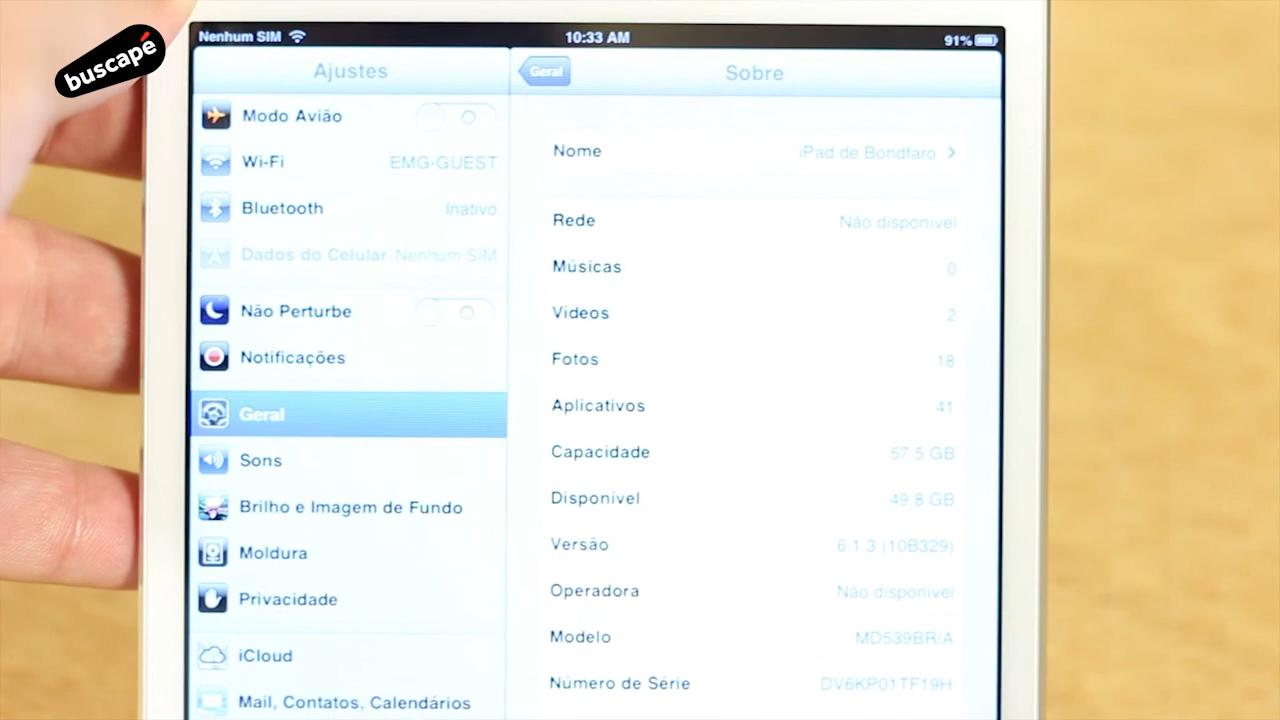 buscapé
Nenhum SIM 10:33 AM 91%
Ajustes
Modo Avião
Wi-Fi EMG-GUEST
Bluetooth Inativo
Dados do Celular Nenhum SIM
Não Perturbe
Notificações
Geral
Sons
Brilho e Imagem de Fundo
Moldura
Privacidade
iCloud
Mail, Contatos, Calendários
Geral Sobre
Nome iPad de Bondfaro
Rede Não disponível
Músicas 0
Vídeos 2
Fotos 18
Aplicativos 41
Capacidade 57.5 GB
Disponível 49.8 GB
Versão 6.1.3 (10B329)
Operadora Não disponível
Modelo MD539BR/A
Número de Série DV6KP01TF19H